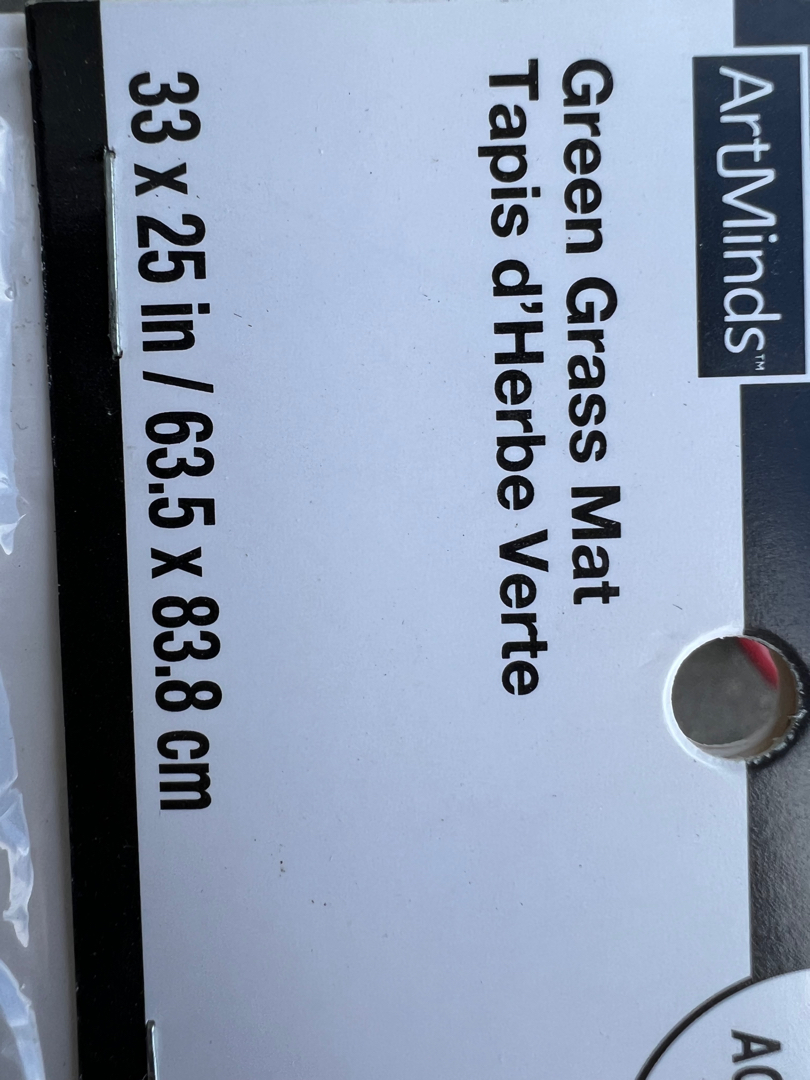 ArtMinds™
Green Grass Mat
Tapis d'Herbe Verte
33 x 25 in / 63.5 x 83.8 cm